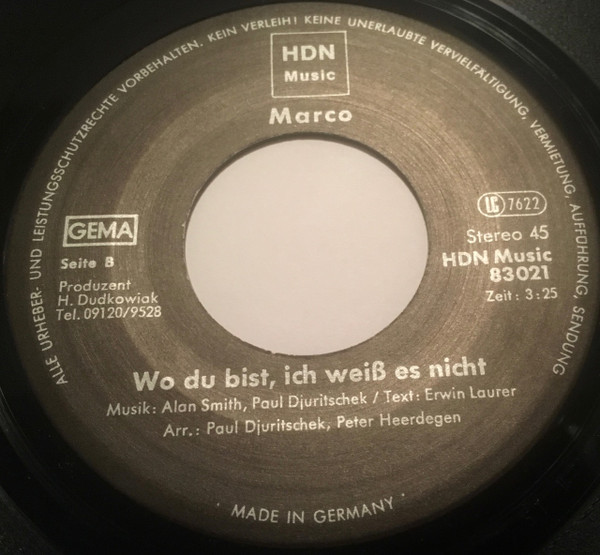 ALLE URHEBER- UND LEISTUNGSSCHUTZRECHTE VORBEHALTEN. KEIN VERLEIH! KEINE UNERLAUBTE VERVIELFÄLTIGUNG, VERMIETUNG, AUFFÜHRUNG, SENDUNG
HDN
Music
Marco
GEMA
Seite B
Produzent
H. Dudkowiak
Tel. 09120/9528
LC 7622
Stereo 45
HDN Music
83021
Zeit: 3:25
Wo du bist, ich weiß es nicht
Musik: Alan Smith, Paul Djuritschek / Text: Erwin Laurer
Arr.: Paul Djuritschek, Peter Heerdegen
· MADE IN GERMANY ·